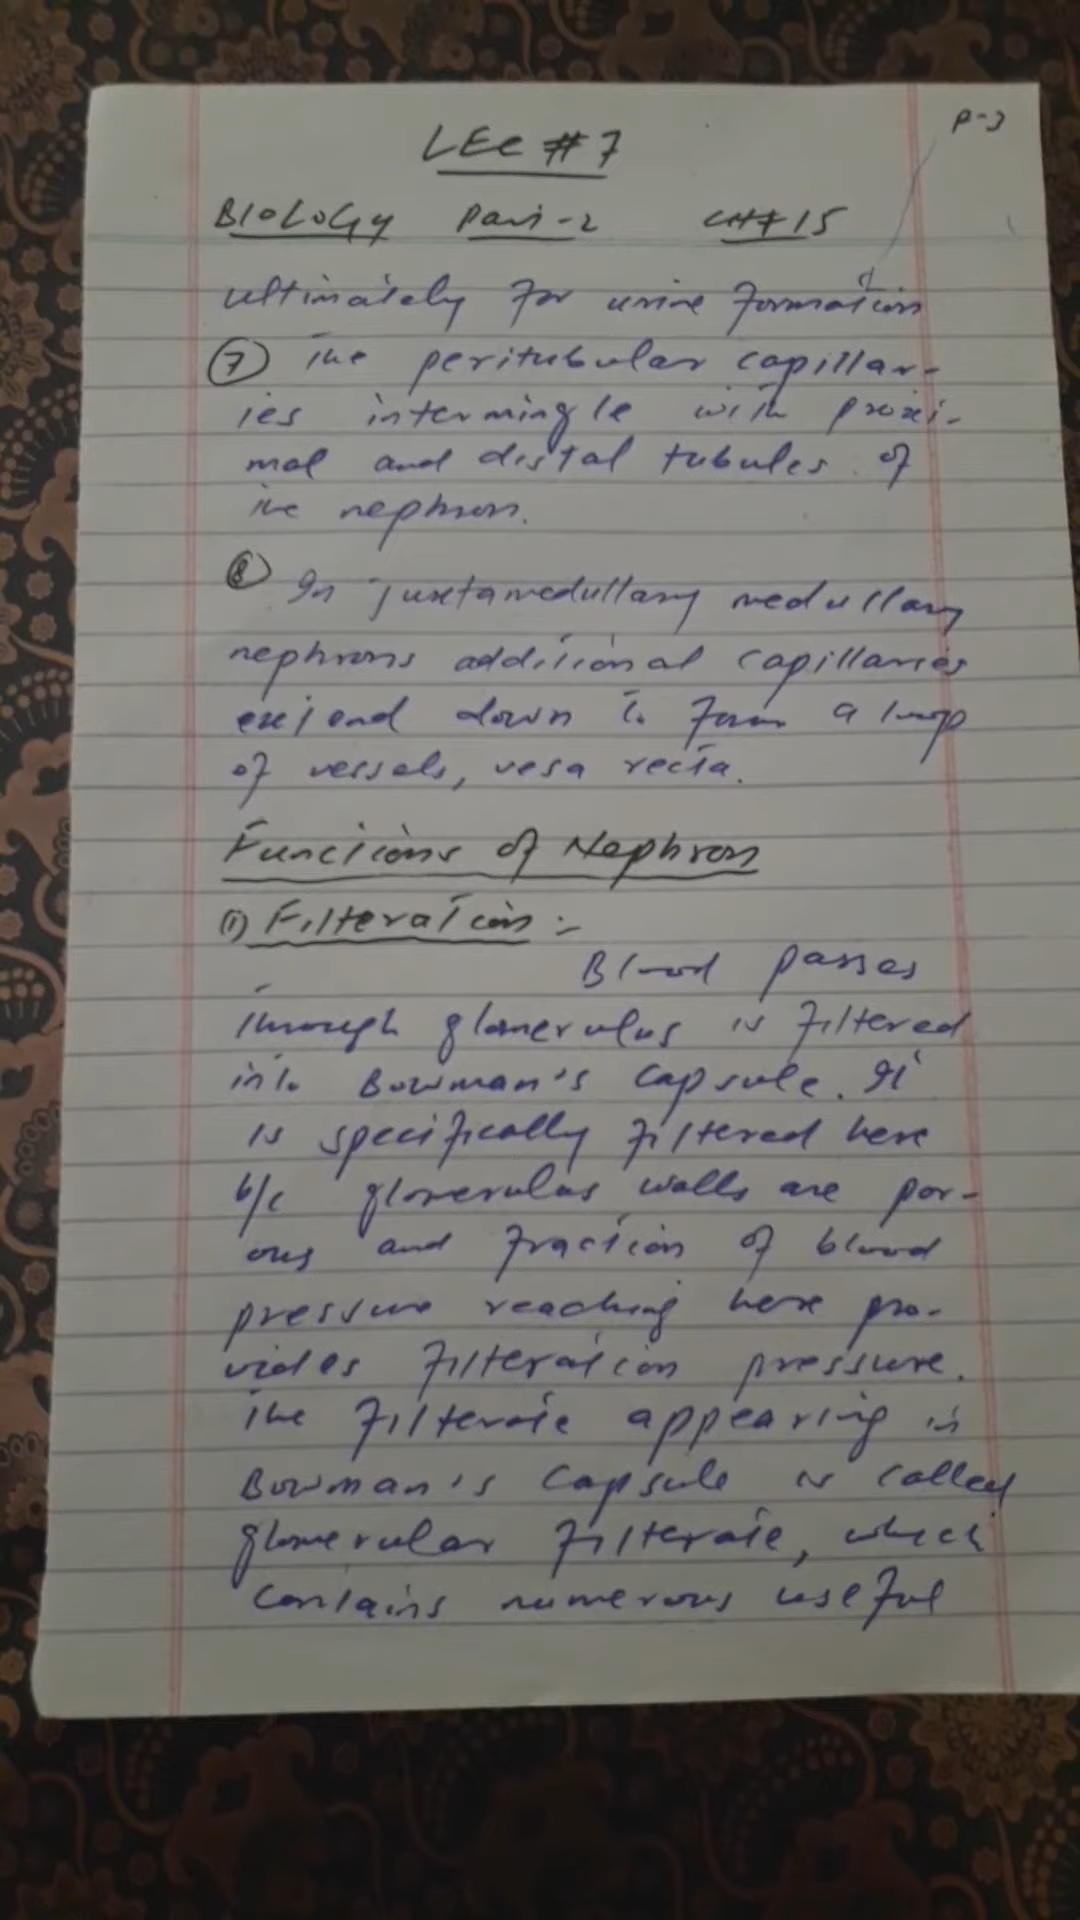 P-3
LEC # 7
BIOLOGY Part-2 CH#15
ultimately for urine formation
(7) The peritubular capillar-
ies intermingle with proxi-
mal and distal tubules of
the nephron.
(8) In juxtamedullary medullary
nephrons additional capillaries
extend down to form a loop
of vessels, vesa recta.
Functions of Nephron
(1) Filteration :-
Blood passes
through glomerulus is filtered
into Bowman's capsule. It
is specifically filtered here
b/c glomerulus walls are por-
ous and fraction of blood
pressure reaching here pro-
vides filteration pressure.
The filterate appearing in
Bowman's capsule is called
glomerular filterate, which
contains numerous useful